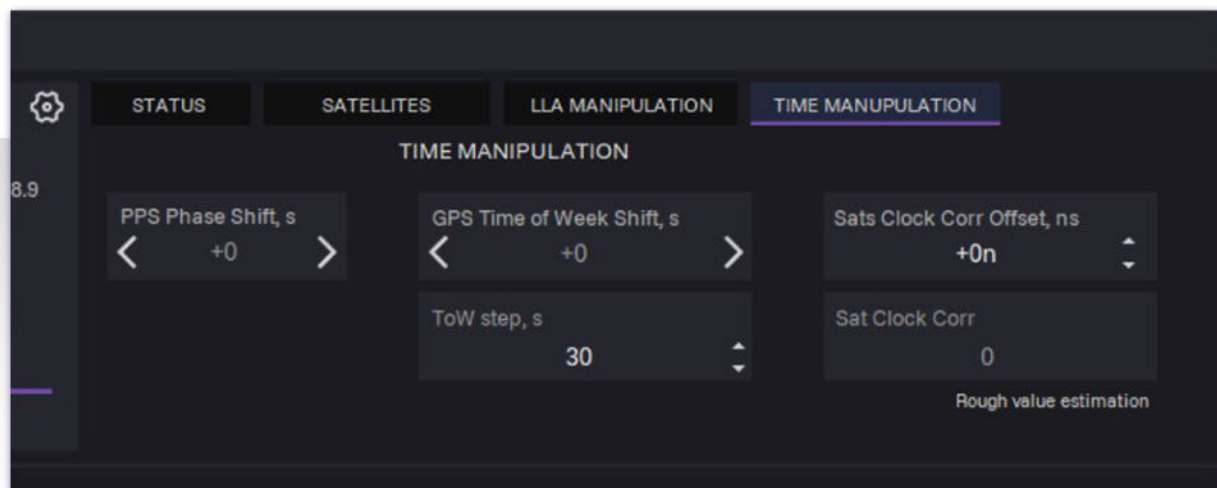 STATUS SATELLITES LLA MANIPULATION TIME MANUPULATION
TIME MANIPULATION
8.9
PPS Phase Shift, s GPS Time of Week Shift, s Sats Clock Corr Offset, ns
+0 +0 +0n
ToW step, s Sat Clock Corr
30 0
Rough value estimation